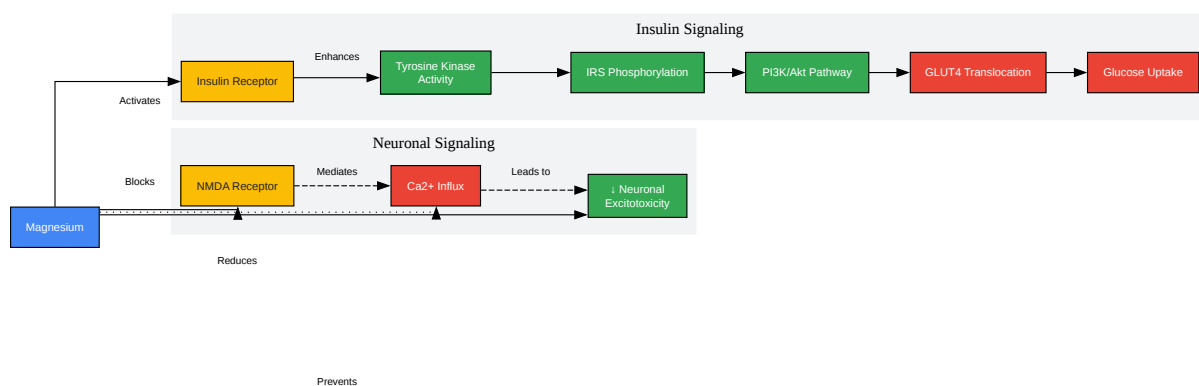 Insulin Signaling
Enhances
Insulin Receptor
Tyrosine Kinase
Activity
IRS Phosphorylation
PI3K/Akt Pathway
GLUT4 Translocation
Glucose Uptake
Activates
Neuronal Signaling
Blocks
NMDA Receptor
Mediates
Ca2+ Influx
Leads to
↓ Neuronal
Excitotoxicity
Magnesium
Reduces
Prevents